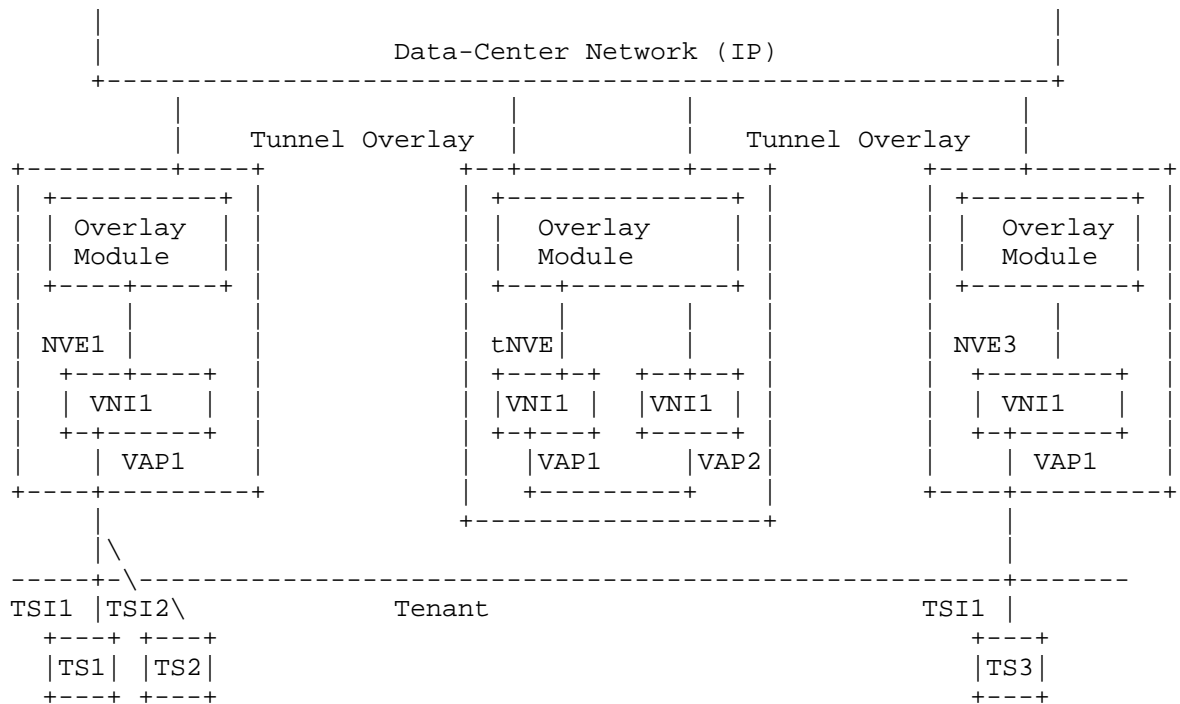 Data-Center Network (IP)
Tunnel Overlay Tunnel Overlay
Overlay Overlay Overlay
Module Module Module
NVE1 tNVE NVE3
VNI1 VNI1 VNI1 VNI1
VAP1 VAP1 VAP2 VAP1
TSI1 TSI2 Tenant TSI1
TS1 TS2 TS3